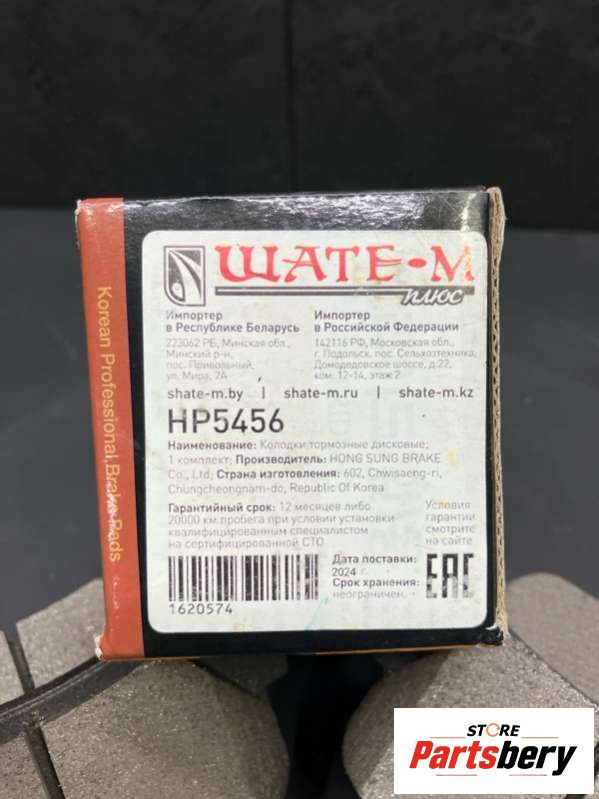 Korean Professional Brake Pads
ШАТЕ-М
плюс
Импортер
в Республике Беларусь
223062 РБ, Минская обл.,
Минский р-н,
пос. Привольный,
ул. Мира, 2А
Импортер
в Российской Федерации
142116 РФ, Московская обл.,
г. Подольск, пос. Сельхозтехника,
Домодедовское шоссе, д.22,
ком. 12-14, этаж 2
shate-m.by | shate-m.ru | shate-m.kz
HP5456
Наименование: Колодки тормозные дисковые;
1 комплект; Производитель: HONG SUNG BRAKE
Co., Ltd; Страна изготовления: 602, Chwisaeng-ri,
Chungcheongnam-do, Republic Of Korea
Гарантийный срок: 12 месяцев либо
20000 км пробега при условии установки
квалифицированным специалистом
на сертифицированной СТО
Условия
гарантии
смотрите
на сайте
1620574
Дата поставки:
2024 г.
Срок хранения:
неограничен.
EAC
STORE
Partsbery